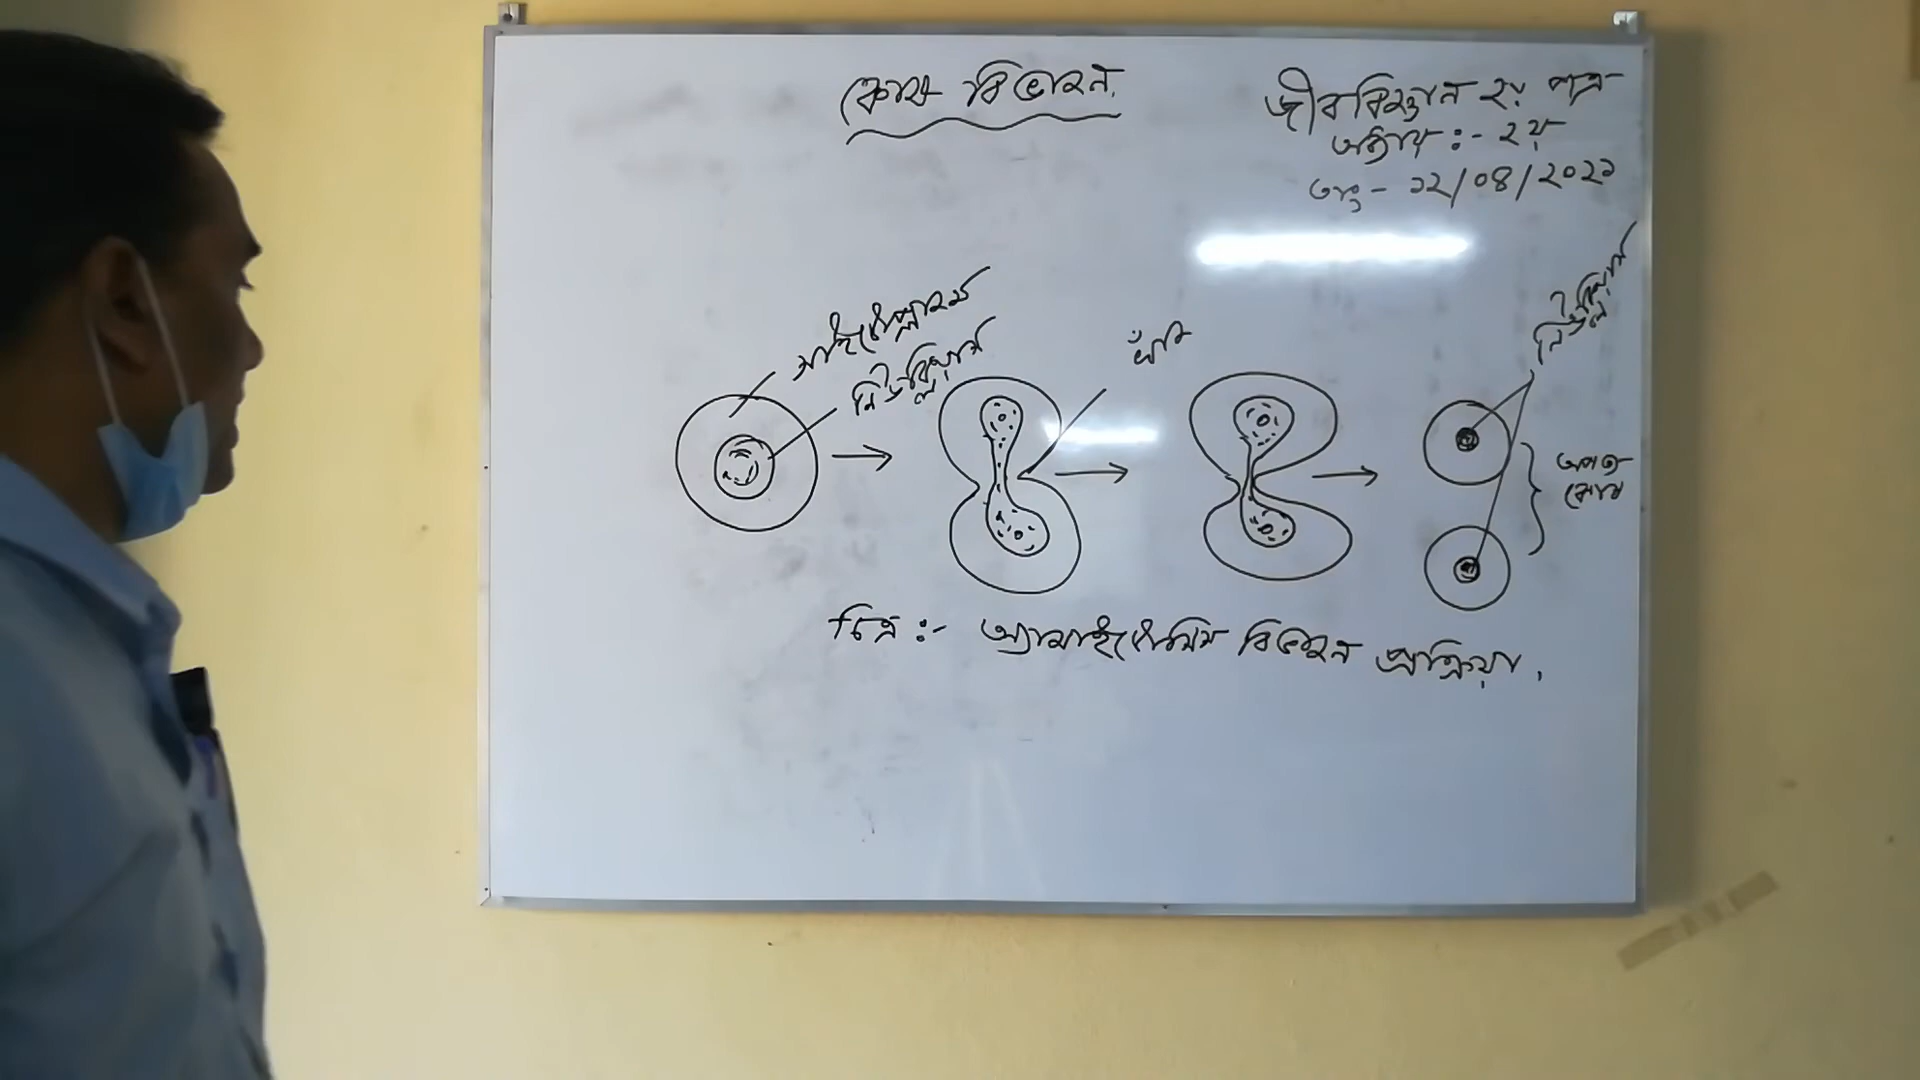 কোষ বিভাজন
জীববিজ্ঞান ২য় পত্র
অধ্যায় :- ২য়
তাং - ১২/০৪/২০২১
সাইটোপ্লাজম
নিউক্লিয়াস
খাঁজ
নিউক্লিয়াস
অপত্য
কোষ
চিত্র :- অ্যামাইটোসিস বিভাজন প্রক্রিয়া,